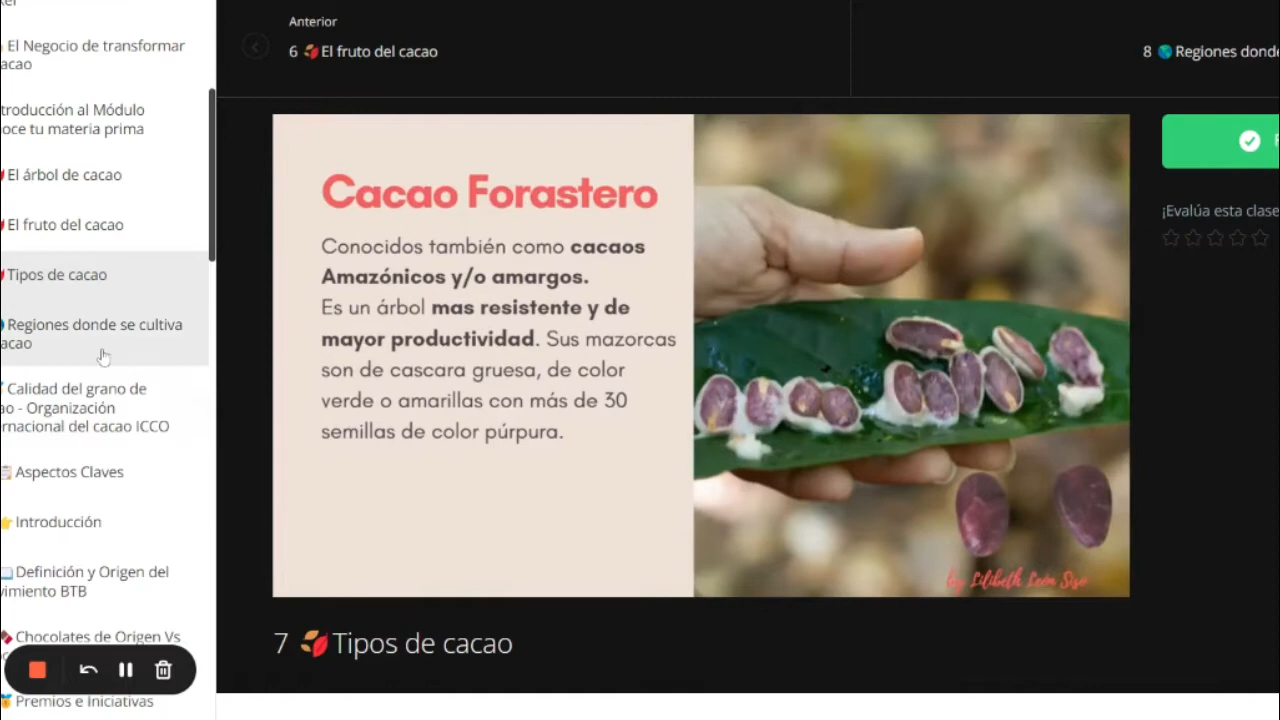 El Negocio de transformar
cacao
troducción al Módulo
oce tu materia prima
El árbol de cacao
El fruto del cacao
Tipos de cacao
Regiones donde se cultiva
acao
Calidad del grano de
ao - Organización
rnacional del cacao ICCO
Aspectos Claves
Introducción
Definición y Origen del
vimiento BTB
Chocolates de Origen Vs
Premios e Iniciativas
Anterior
6 El fruto del cacao
8 Regiones donde
Cacao Forastero
Conocidos también como cacaos
Amazónicos y/o amargos.
Es un árbol mas resistente y de
mayor productividad. Sus mazorcas
son de cascara gruesa, de color
verde o amarillas con más de 30
semillas de color púrpura.
by Lilibeth León Siso
¡Evalúa esta clase
7 Tipos de cacao